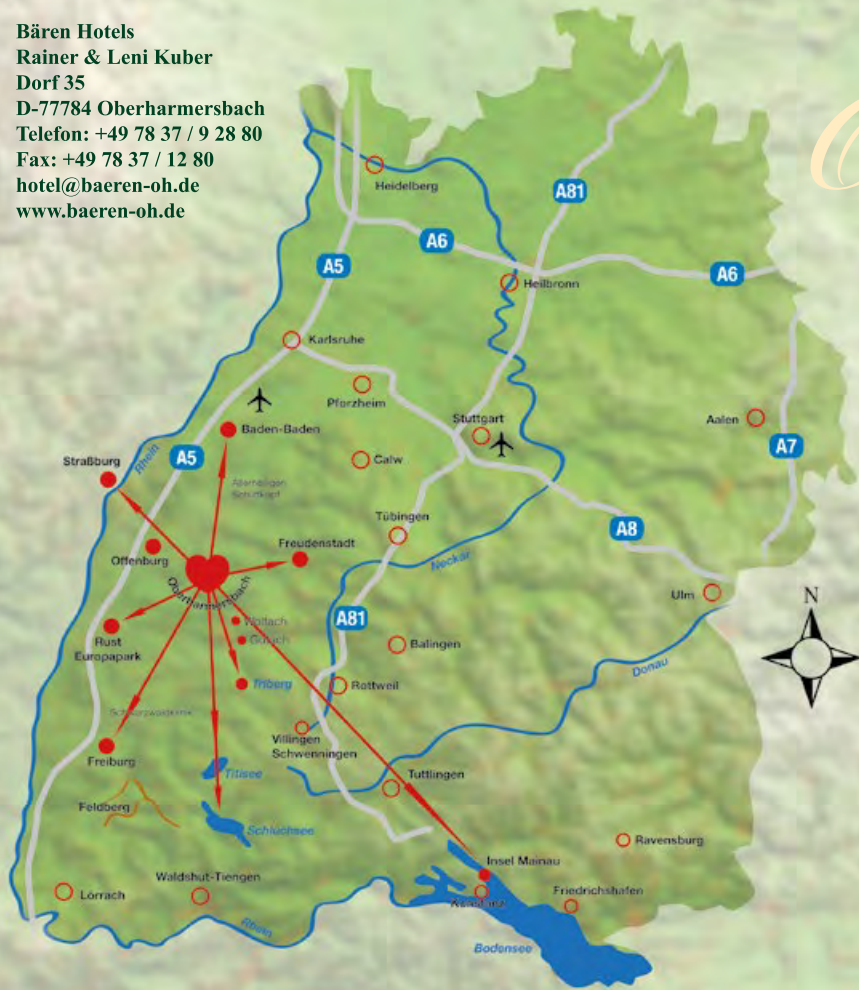 Bären Hotels
Rainer & Leni Kuber
Dorf 35
D-77784 Oberharmersbach
Telefon: +49 78 37 / 9 28 80
Fax: +49 78 37 / 12 80
hotel@baeren-oh.de
www.baeren-oh.de
Heidelberg
A81
A6
A5
A6
Heilbronn
Karlsruhe
Pforzheim
Stuttgart
Aalen
Baden-Baden
A7
Straßburg
Rhein
A5
Calw
Allerheiligen
Tübingen
A8
Offenburg
Freudenstadt
Neckar
Oberharmersbach
Ulm
N
A81
Wolfach
Gutach
Rust
Europapark
Balingen
Donau
Triberg
Rottweil
Villingen
Schwenningen
Freiburg
Titisee
Tuttlingen
Feldberg
Schluchsee
Ravensburg
Insel Mainau
Waldshut-Tiengen
Lörrach
Konstanz
Friedrichshafen
Rhein
Bodensee